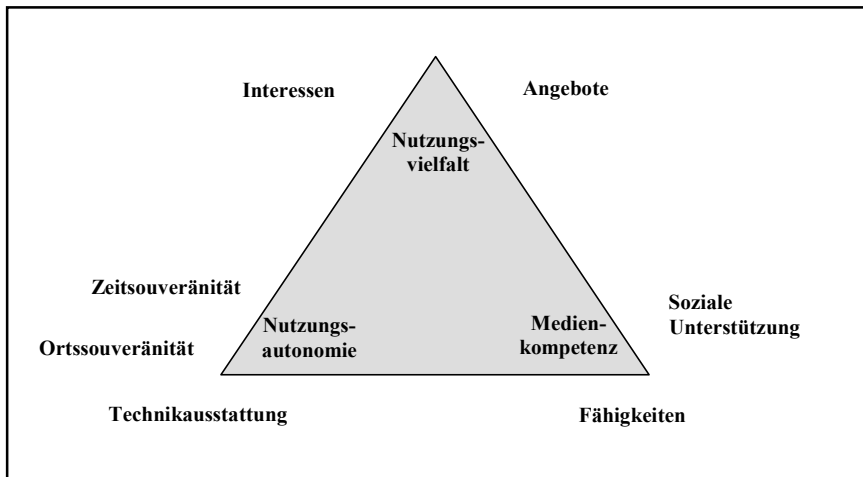 Interessen
Angebote
Nutzungs-
vielfalt
Zeitsouveränität
Ortssouveränität
Nutzungs-
autonomie
Medien-
kompetenz
Soziale
Unterstützung
Technikausstattung
Fähigkeiten